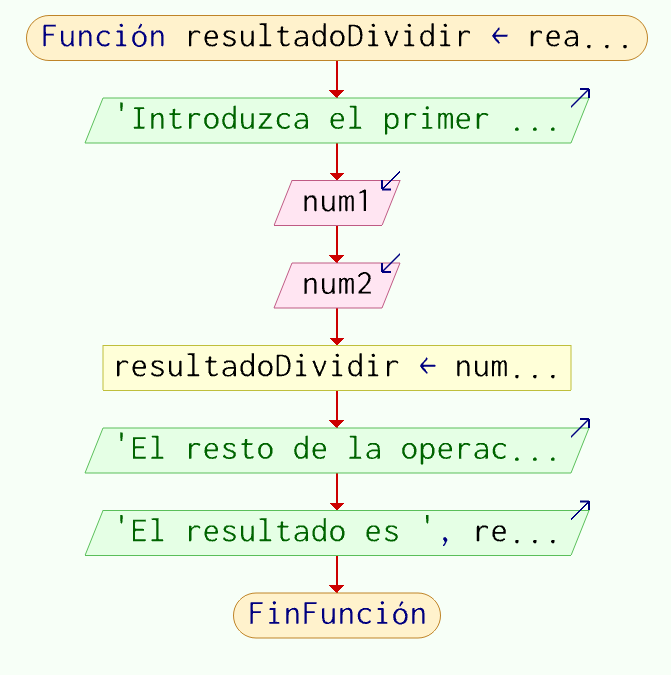 Función resultadoDividir ← rea...
'Introduzca el primer ...
num1
num2
resultadoDividir ← num...
'El resto de la operac...
'El resultado es ', re...
FinFunción